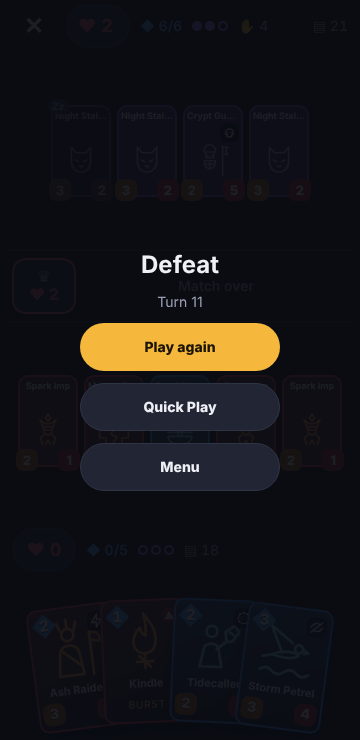 2 6/6 4 21
Night Stal... Night Stal... Crypt Gu... Night Stal...
3 2 3 2 2 5 3 2
Defeat
2 Match over
Turn 11
Play again
Quick Play
Spark Imp Spark Imp
Menu
2 1 2 1
0 0/5 18
2 4 1 2 3
Ash Raide Kindle Tidecalle Storm Petrel
BURST
3 2 3 4